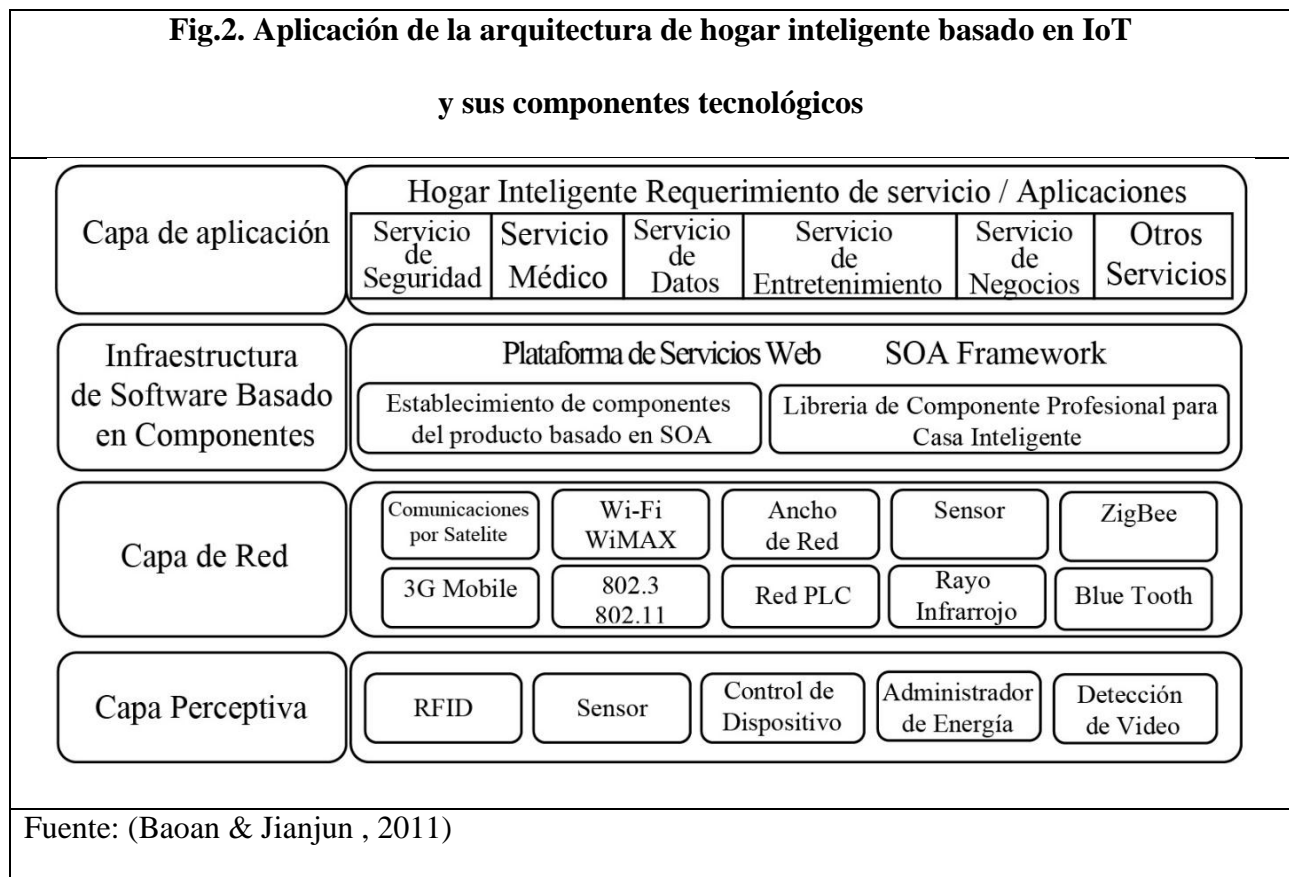 Fig.2. Aplicación de la arquitectura de hogar inteligente basado en IoT
y sus componentes tecnológicos
Capa de aplicación
Hogar Inteligente Requerimiento de servicio / Aplicaciones
Servicio
de
Seguridad
Servicio
Médico
Servicio
de
Datos
Servicio
de
Entretenimiento
Servicio
de
Negocios
Otros
Servicios
Infraestructura
de Software Basado
en Componentes
Plataforma de Servicios Web SOA Framework
Establecimiento de componentes
del producto basado en SOA
Libreria de Componente Profesional para
Casa Inteligente
Capa de Red
Comunicaciones
por Satelite
Wi-Fi
WiMAX
Ancho
de Red
Sensor
ZigBee
3G Mobile
802.3
802.11
Red PLC
Rayo
Infrarrojo
Blue Tooth
Capa Perceptiva
RFID
Sensor
Control de
Dispositivo
Administrador
de Energía
Detección
de Video
Fuente: (Baoan & Jianjun , 2011)